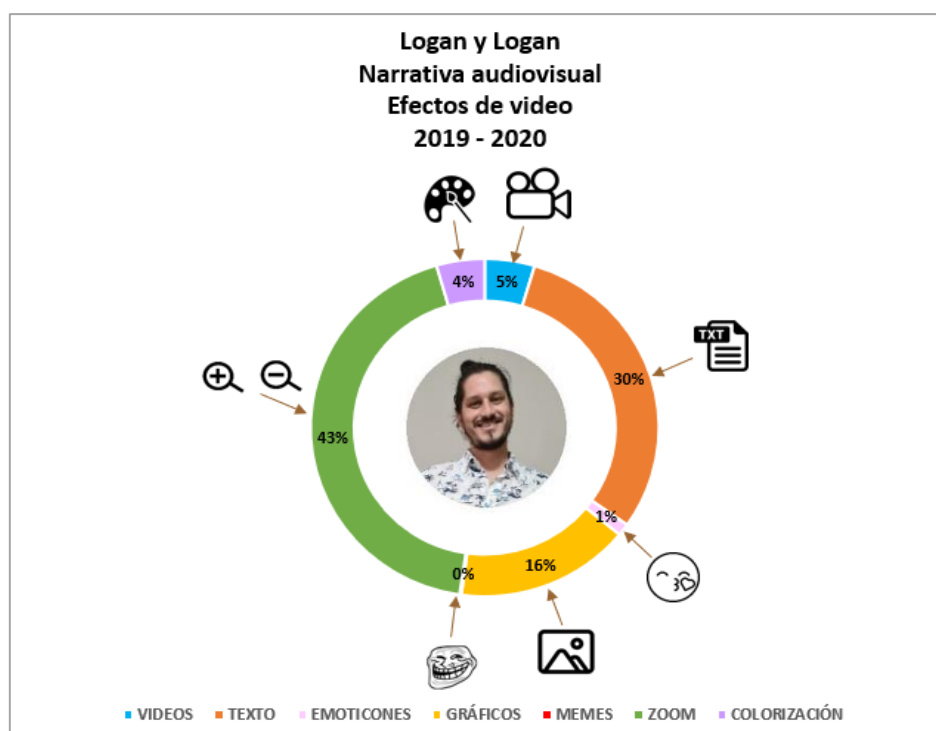 Logan y Logan
Narrativa audiovisual
Efectos de video
2019 - 2020
4%
5%
TXT
30%
43%
1%
16%
0%
VIDEOS
TEXTO
EMOTICONES
GRÁFICOS
MEMES
ZOOM
COLORIZACIÓN